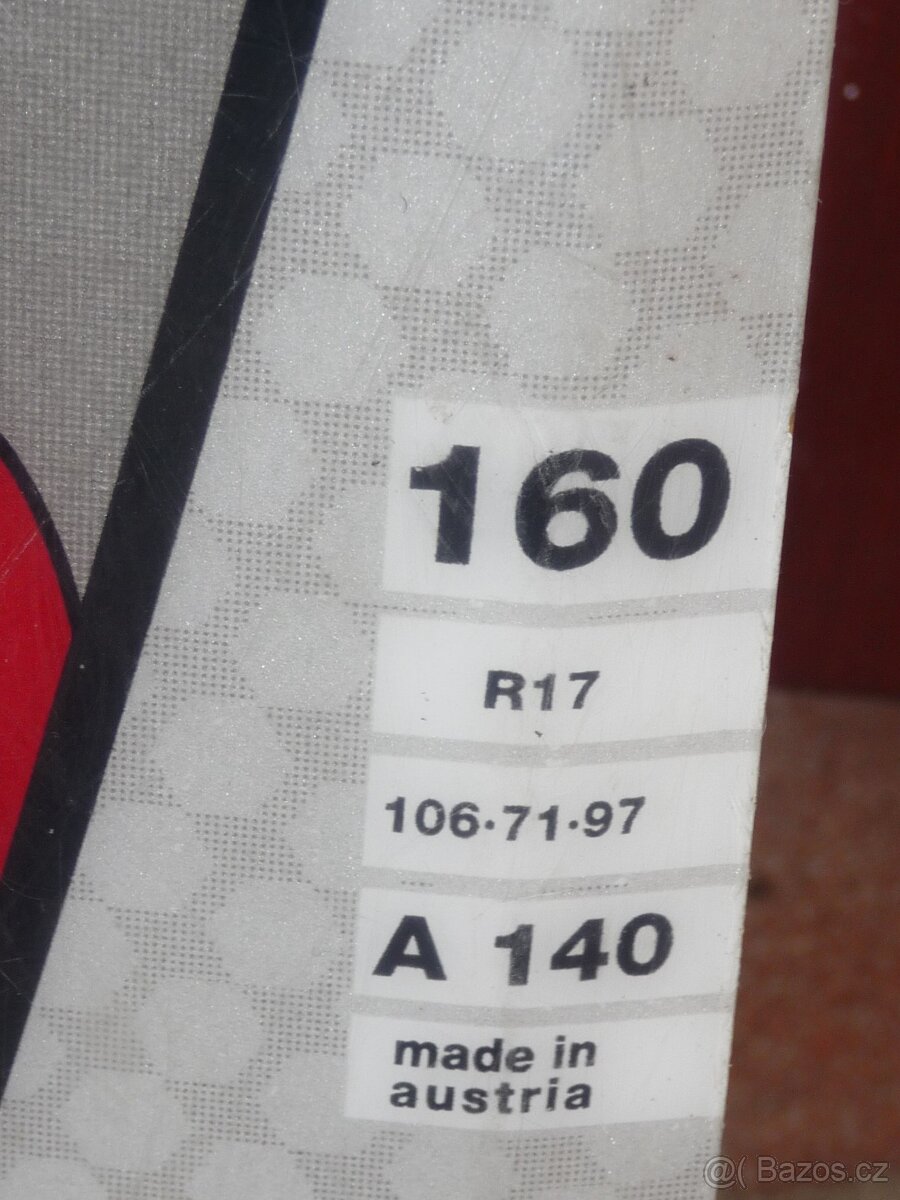 160
R17
106·71·97
A 140
made in
austria
@( Bazos.cz